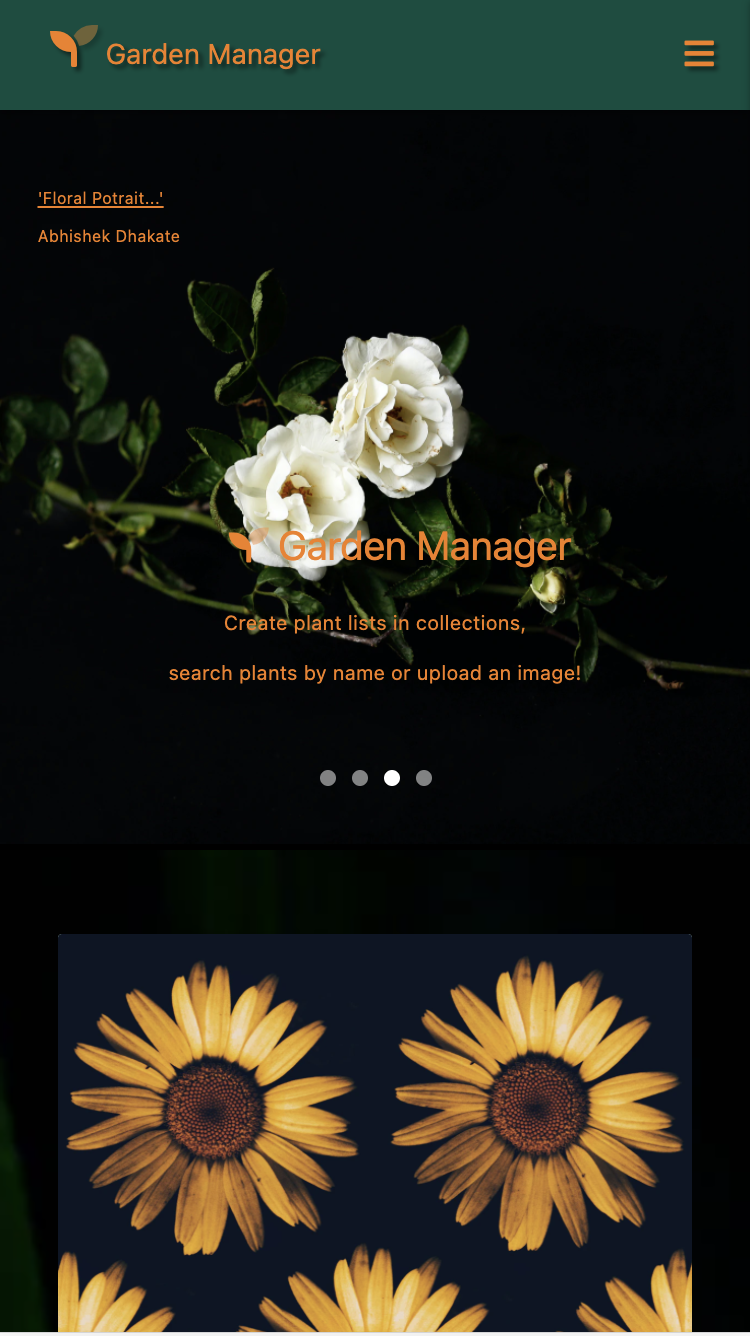 Garden Manager
'Floral Potrait...'
Abhishek Dhakate
Garden Manager
Create plant lists in collections,
search plants by name or upload an image!